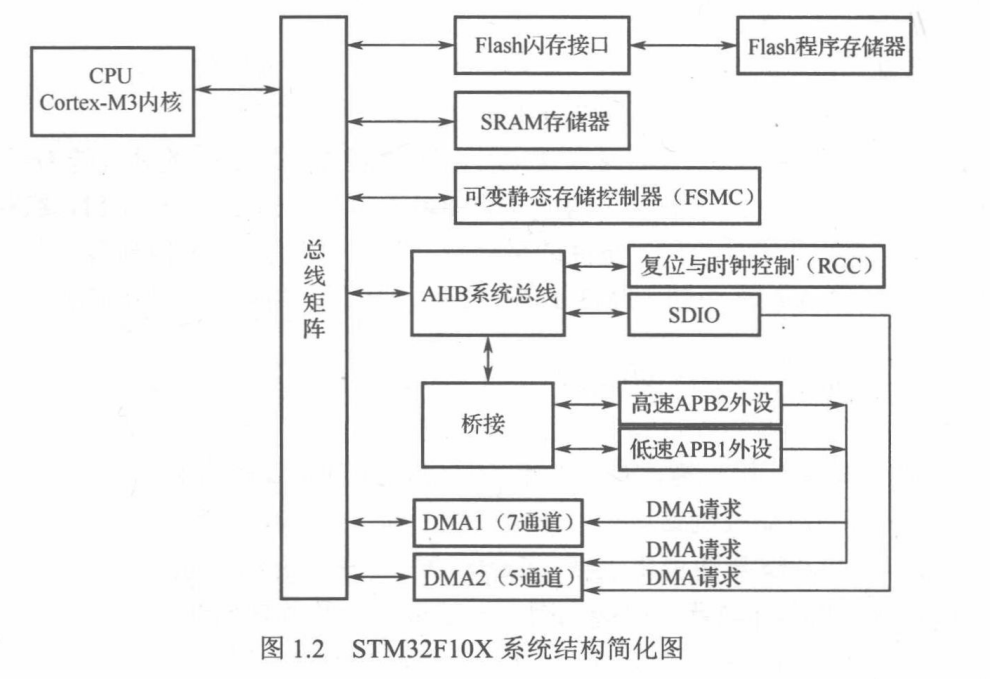 CPU
Cortex-M3内核
总线矩阵
Flash闪存接口
Flash程序存储器
SRAM存储器
可变静态存储控制器（FSMC）
AHB系统总线
复位与时钟控制（RCC）
SDIO
桥接
高速APB2外设
低速APB1外设
DMA1（7通道）
DMA请求
DMA请求
DMA2（5通道）
DMA请求
图 1.2 STM32F10X 系统结构简化图